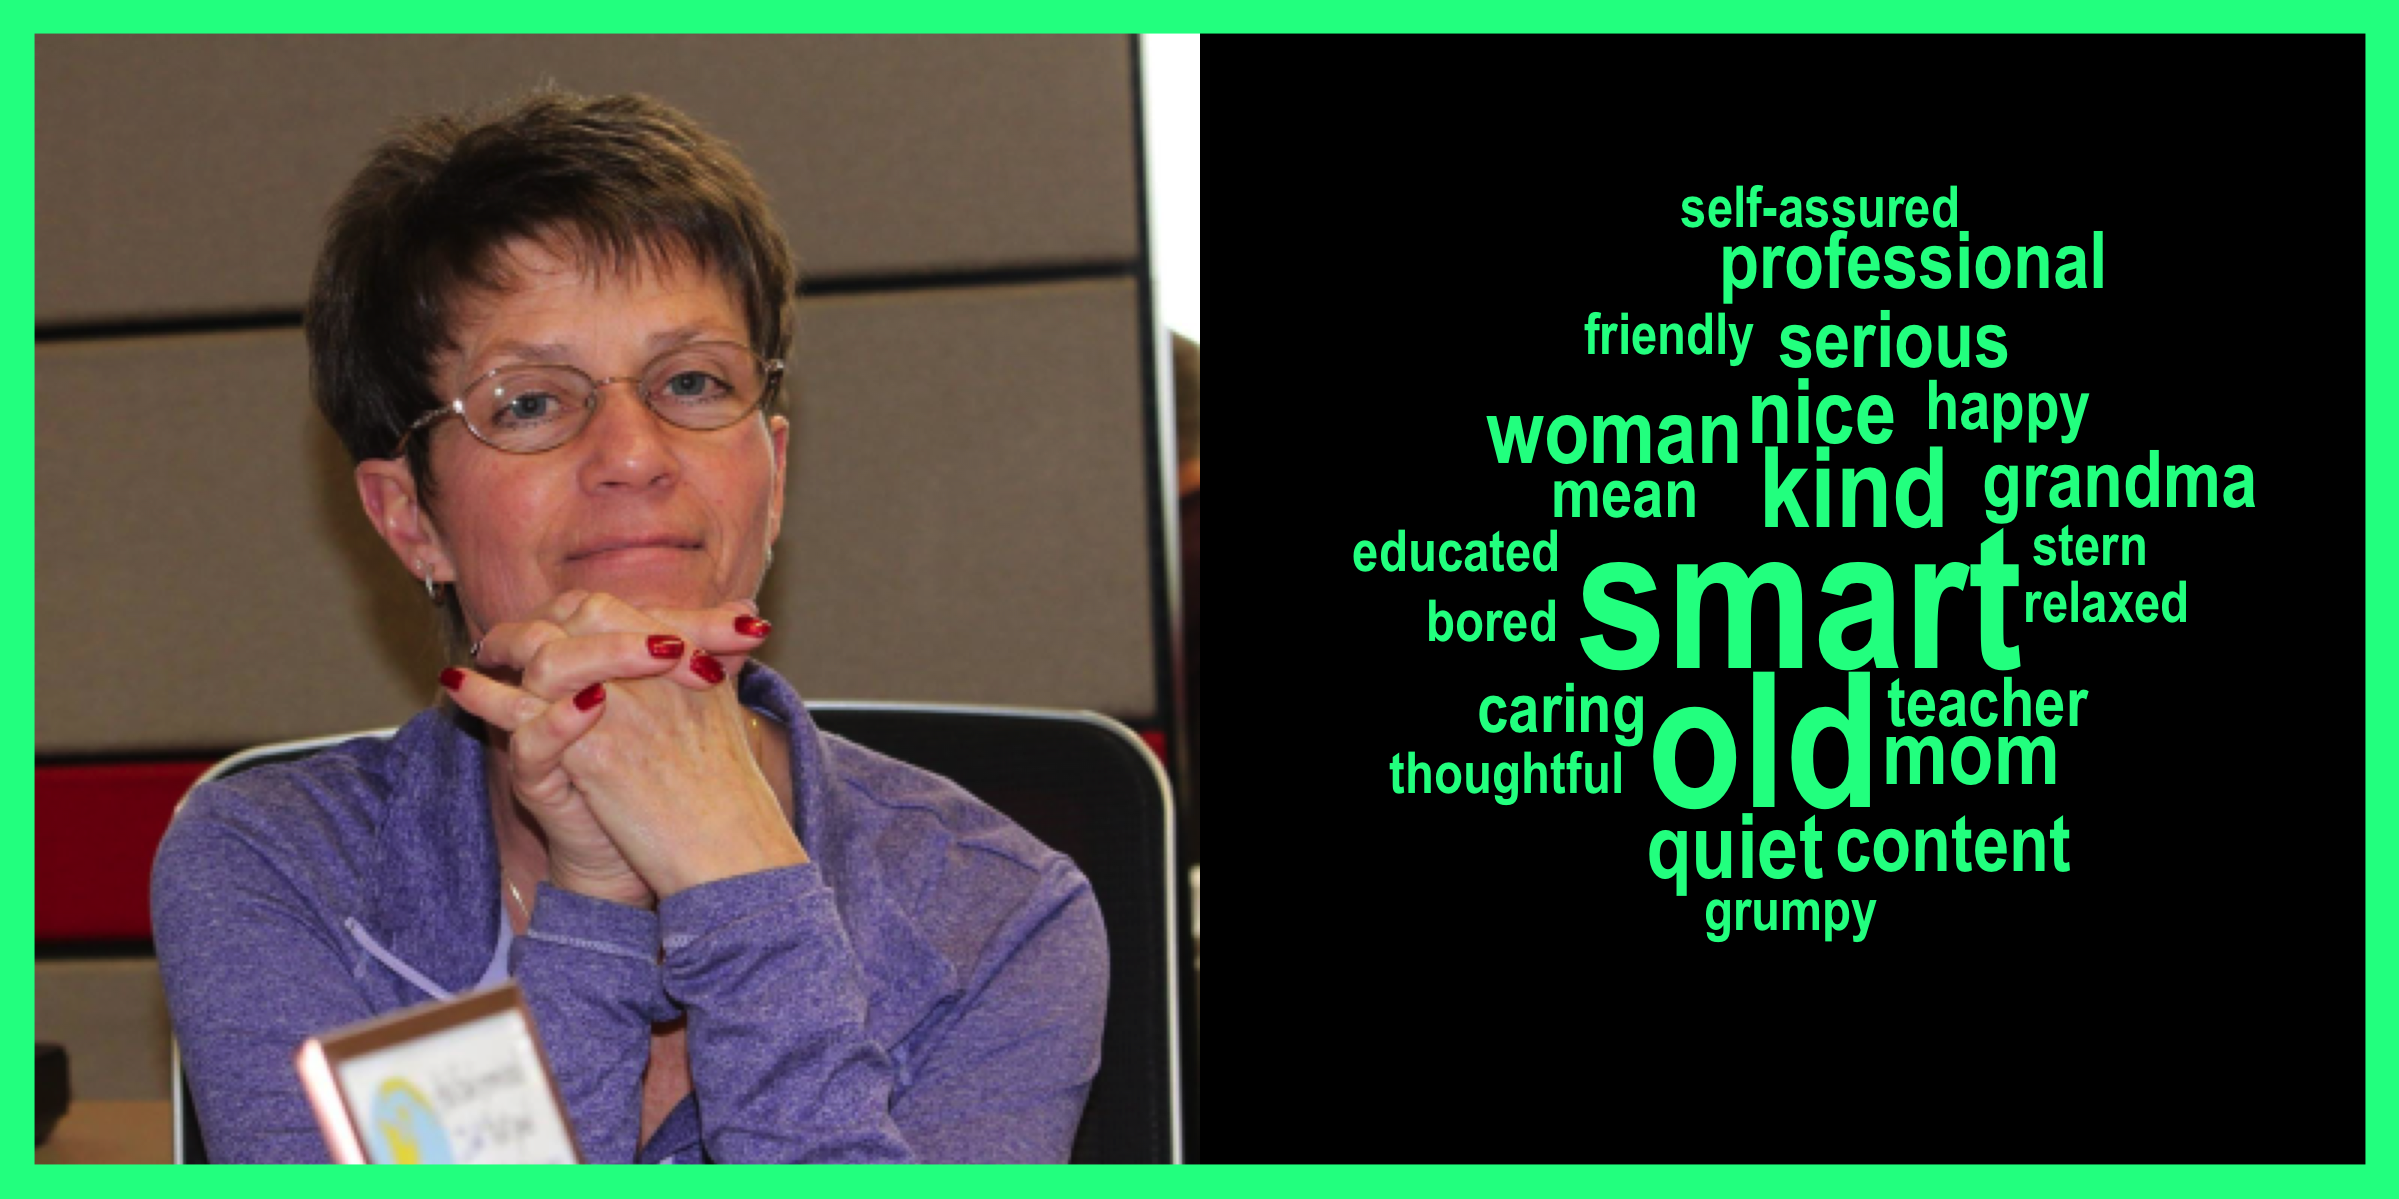 self-assured
professional
friendly serious
woman nice happy
mean kind grandma
educated smart stern
bored relaxed
caring old teacher
thoughtful mom
quiet content
grumpy